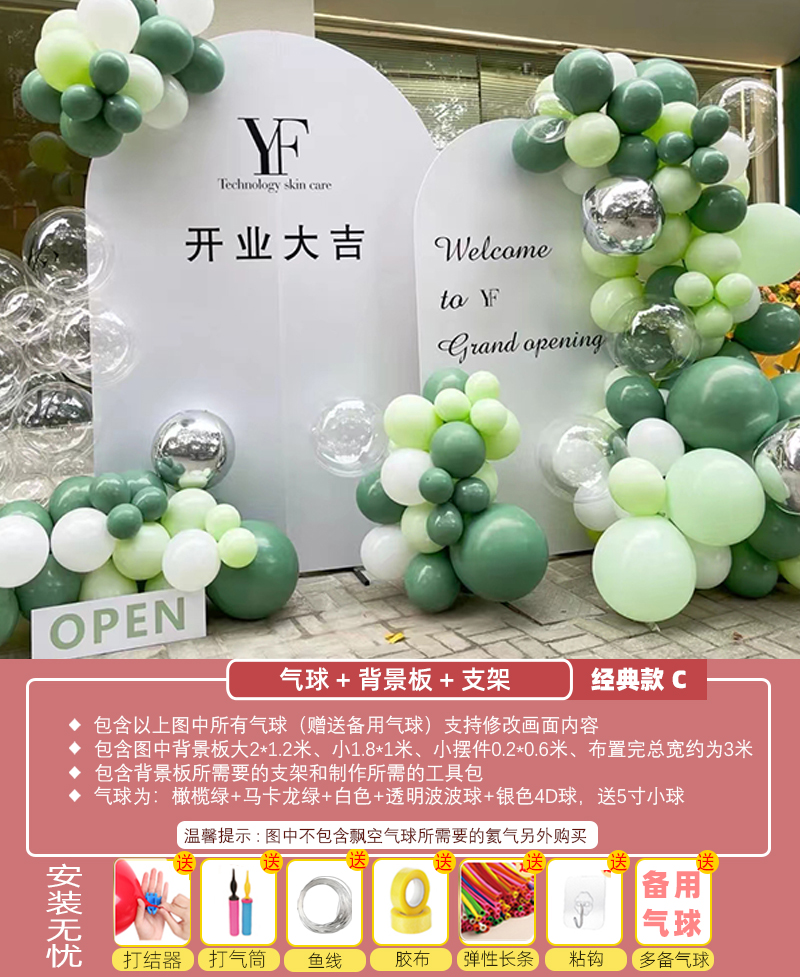 YF
Technology skin care
开业大吉
Welcome
to YF
Grand opening
OPEN
气球 + 背景板 + 支架
经典款 C
◆ 包含以上图中所有气球（赠送备用气球）支持修改画面内容
◆ 包含图中背景板大2*1.2米、小1.8*1米、小摆件0.2*0.6米、布置完总宽约为3米
◆ 包含背景板所需要的支架和制作所需的工具包
◆ 气球为：橄榄绿+马卡龙绿+白色+透明波波球+银色4D球，送5寸小球
温馨提示 : 图中不包含飘空气球所需要的氦气另外购买
安装无忧
送 送 送 送 送 送 送
备用
气球
打结器 打气筒 鱼线 胶布 弹性长条 粘钩 多备气球